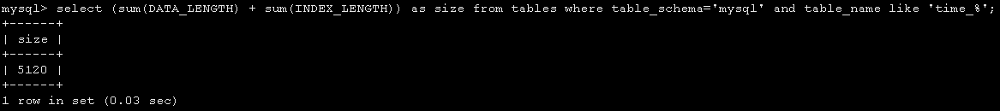 mysql> select (sum(DATA_LENGTH) + sum(INDEX_LENGTH)) as size from tables where table_schema='mysql' and table_name like 'time_%';
+------+
| size |
+------+
| 5120 |
+------+
1 row in set (0.03 sec)